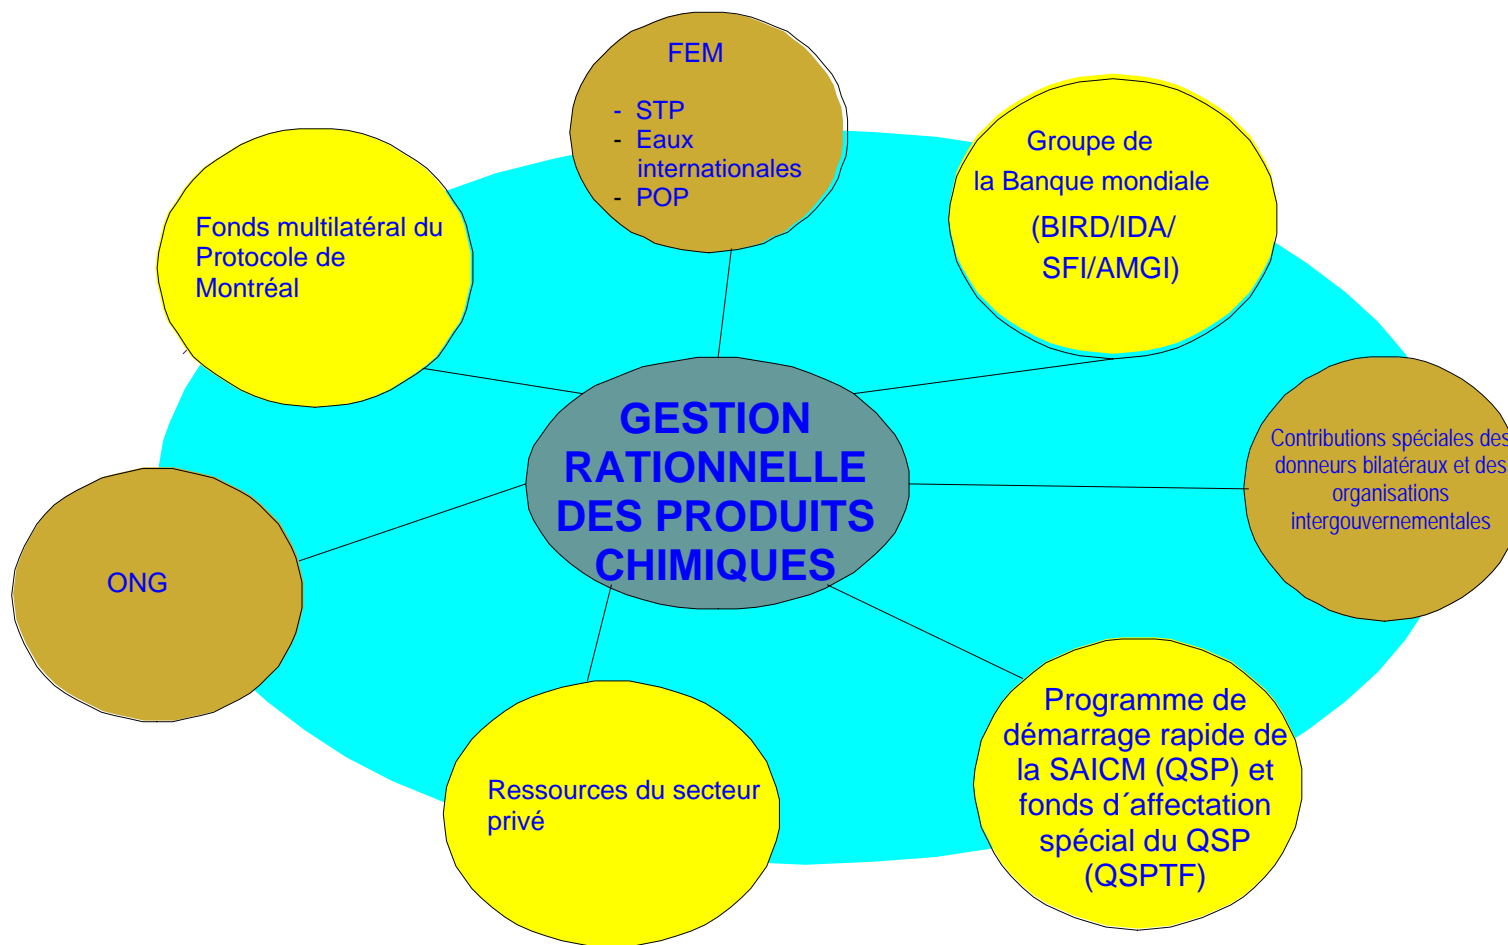 FEM
- STP
- Eaux
internationales
- POP
Groupe de
la Banque mondiale
(BIRD/IDA/
SFI/AMGI)
Fonds multilatéral du
Protocole de
Montréal
GESTION
RATIONNELLE
DES PRODUITS
CHIMIQUES
Contributions spéciales des
donneurs bilatéraux et des
organisations
intergouvernementales
ONG
Programme de
démarrage rapide de
la SAICM (QSP) et
fonds d´affectation
spécial du QSP
(QSPTF)
Ressources du secteur
privé